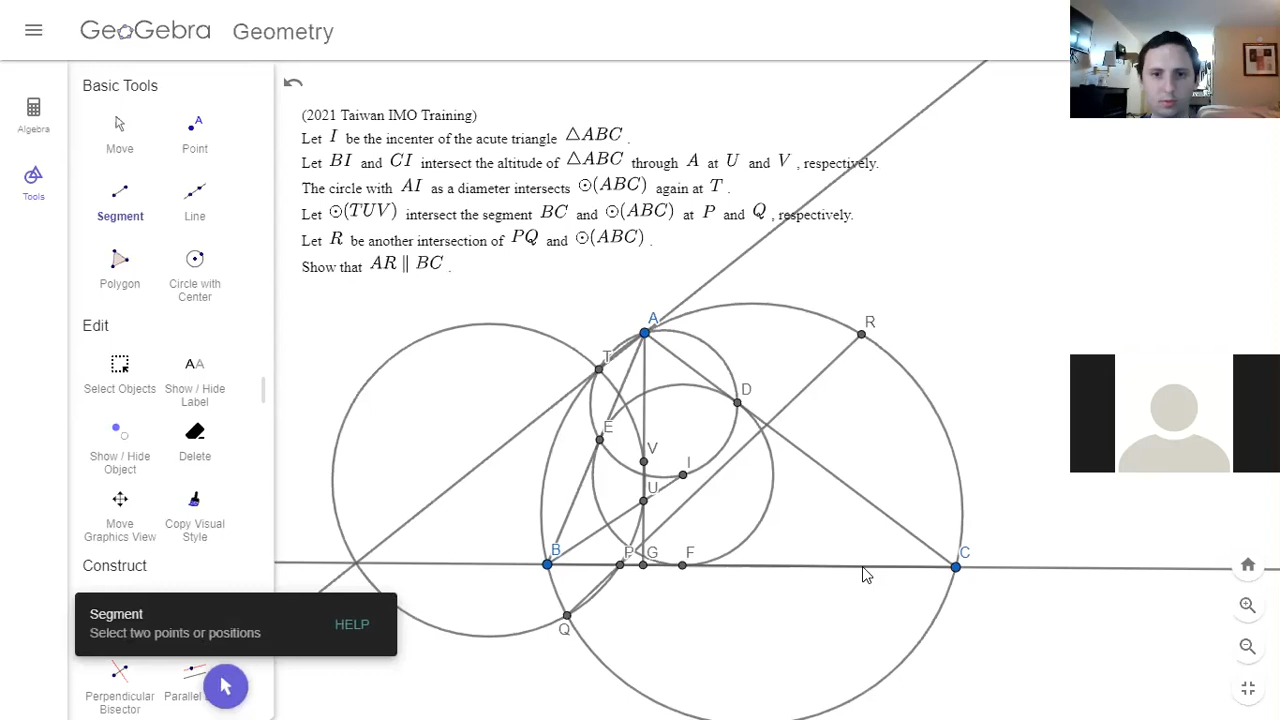 GeoGebra Geometry
Basic Tools
Move
Point
Segment
Line
Polygon
Circle with Center
Edit
Select Objects
Show / Hide Label
Show / Hide Object
Delete
Move Graphics View
Copy Visual Style
Construct
Perpendicular Bisector
Parallel
Algebra
Tools
Segment
Select two points or positions
HELP
(2021 Taiwan IMO Training)
Let I be the incenter of the acute triangle △ABC .
Let BI and CI intersect the altitude of △ABC through A at U and V , respectively.
The circle with AI as a diameter intersects ⊙(ABC) again at T .
Let ⊙(TUV) intersect the segment BC and ⊙(ABC) at P and Q , respectively.
Let R be another intersection of PQ and ⊙(ABC) .
Show that AR ∥ BC .
A
R
T
D
E
V
I
U
B
P
G
F
C
Q